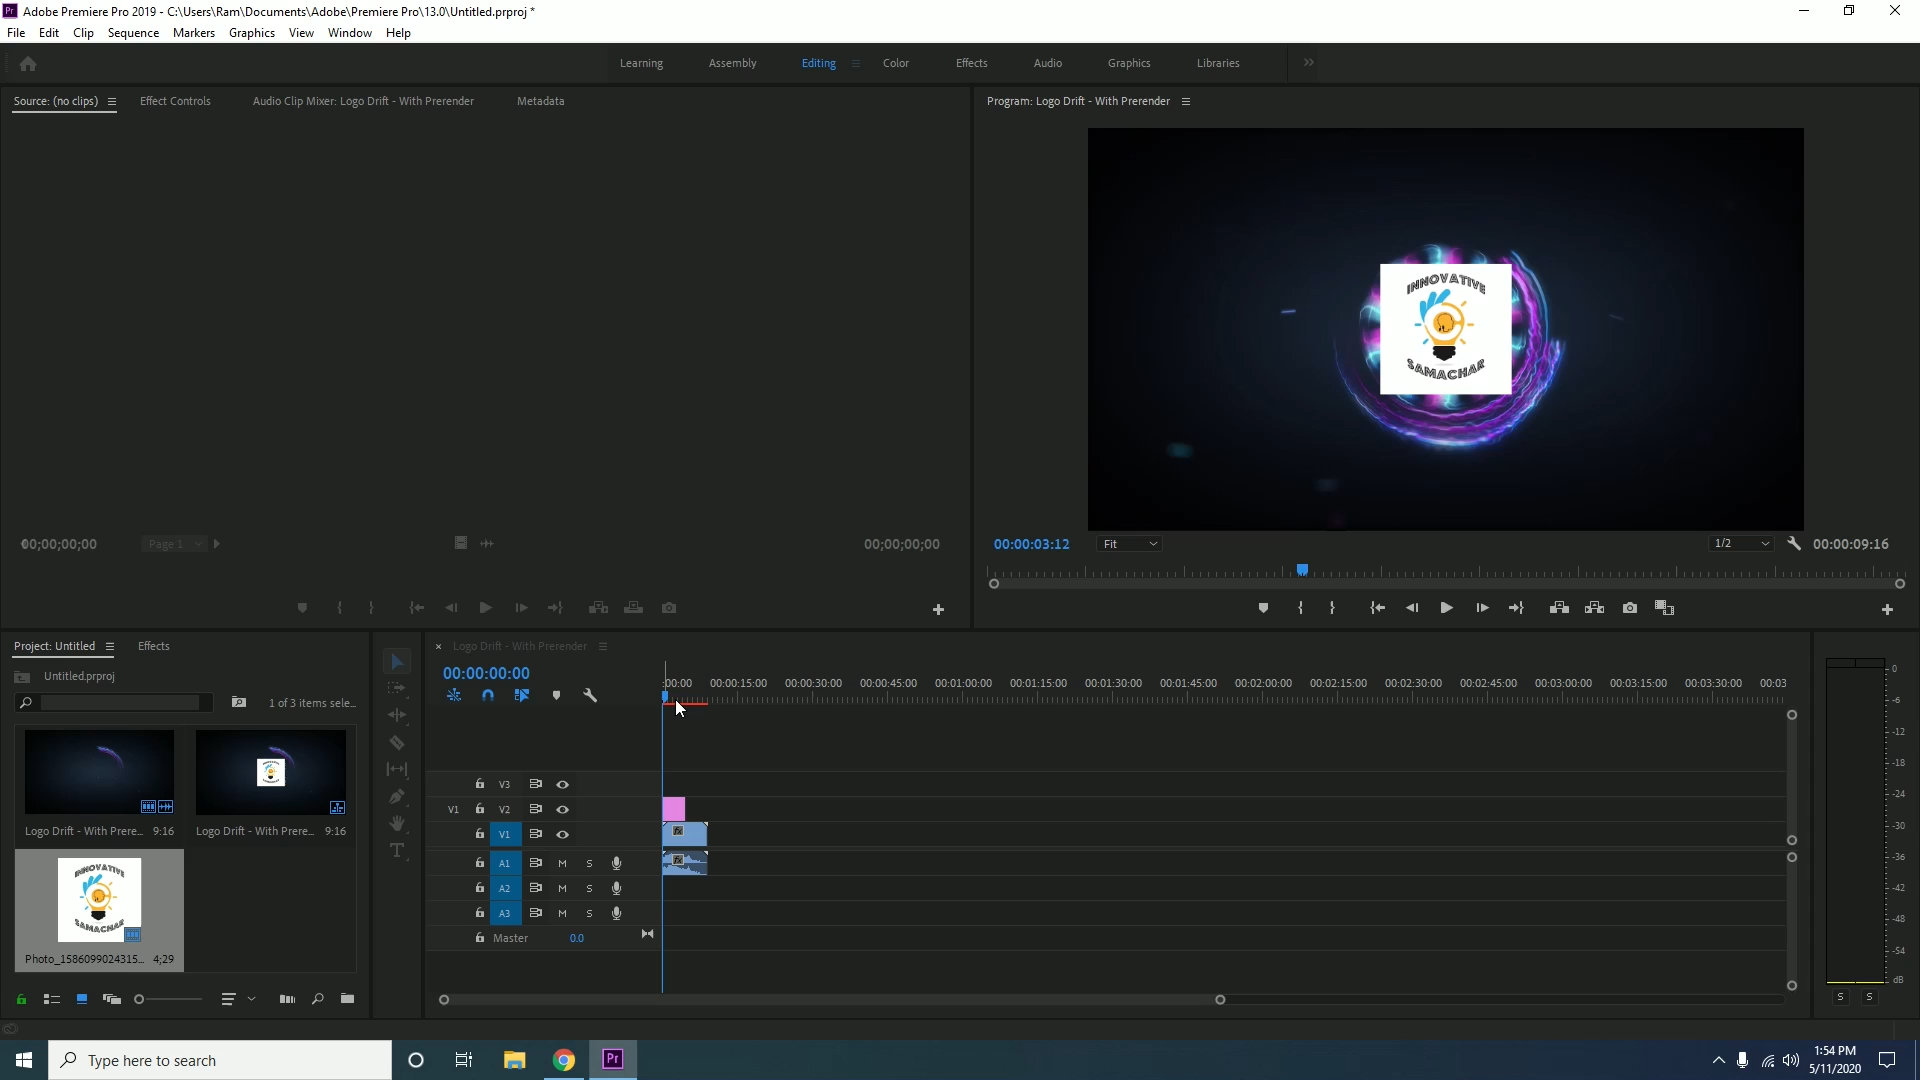 Adobe Premiere Pro 2019 - C:\Users\Ram\Documents\Adobe\Premiere Pro\13.0\Untitled.prproj *
File Edit Clip Sequence Markers Graphics View Window Help
Learning Assembly Editing Color Effects Audio Graphics Libraries
Source: (no clips) Effect Controls Audio Clip Mixer: Logo Drift - With Prerender Metadata
Program: Logo Drift - With Prerender
INNOVATIVE
SAMACHAR
00;00;00;00 Page 1 00;00;00;00
00:00:03:12 Fit 1/2 00:00:09:16
Project: Untitled Effects
Untitled.prproj
1 of 3 items sele...
Logo Drift - With Prere... 9:16
Logo Drift - With Prere... 9:16
INNOVATIVE
SAMACHAR
Photo_1586099024315... 4;29
Logo Drift - With Prerender
00:00:00:00
:00:00 00:00:15:00 00:00:30:00 00:00:45:00 00:01:00:00 00:01:15:00 00:01:30:00 00:01:45:00 00:02:00:00 00:02:15:00 00:02:30:00 00:02:45:00 00:03:00:00 00:03:15:00 00:03:30:00 00:03
V3
V1 V2
V1 fx
A1 M S fx
A2 M S
A3 M S
Master 0.0
0
-6
-12
-18
-24
-30
-36
-42
-48
-54
dB
S S
Type here to search
Pr
1:54 PM
5/11/2020